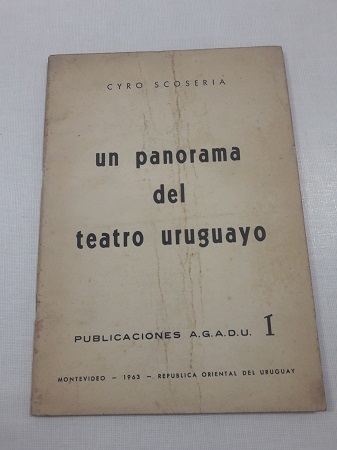 CYRO SCOSERIA
un panorama
del
teatro uruguayo
PUBLICACIONES A.G.A.D.U. I
MONTEVIDEO — 1963 — REPUBLICA ORIENTAL DEL URUGUAY